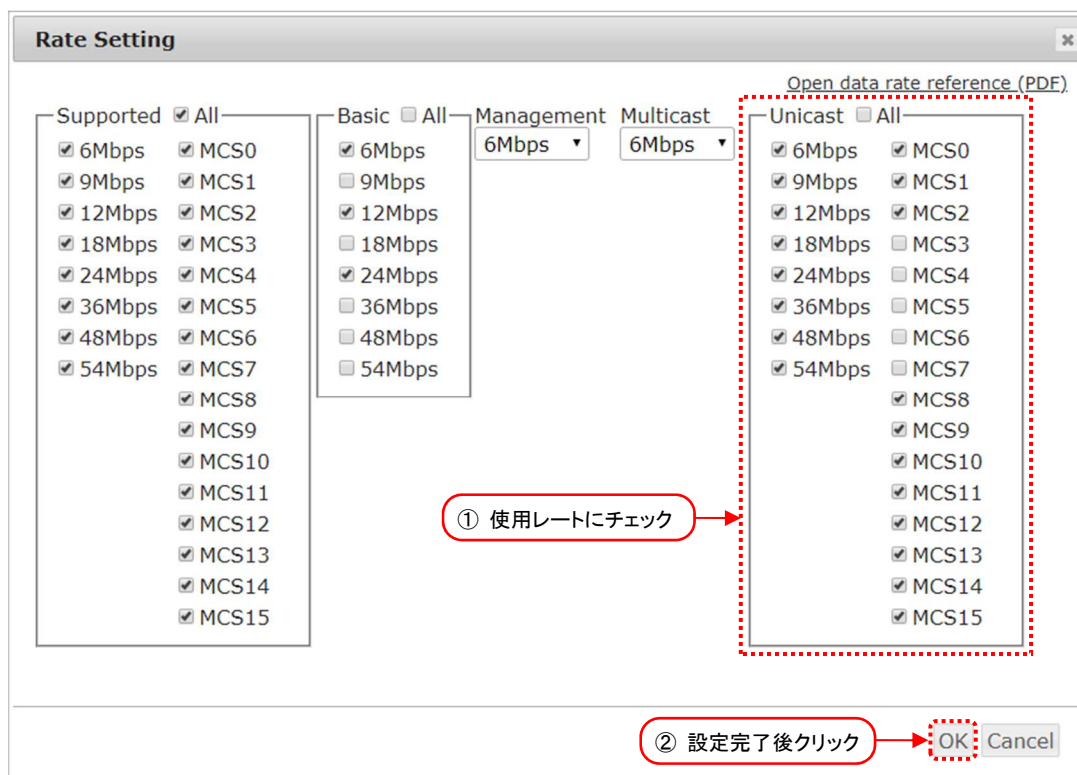 Rate Setting
Open data rate reference (PDF)
Supported All
6Mbps MCS0
9Mbps MCS1
12Mbps MCS2
18Mbps MCS3
24Mbps MCS4
36Mbps MCS5
48Mbps MCS6
54Mbps MCS7
MCS8
MCS9
MCS10
MCS11
MCS12
MCS13
MCS14
MCS15
Basic All
6Mbps
9Mbps
12Mbps
18Mbps
24Mbps
36Mbps
48Mbps
54Mbps
Management
6Mbps
Multicast
6Mbps
Unicast All
6Mbps MCS0
9Mbps MCS1
12Mbps MCS2
18Mbps MCS3
24Mbps MCS4
36Mbps MCS5
48Mbps MCS6
54Mbps MCS7
MCS8
MCS9
MCS10
MCS11
MCS12
MCS13
MCS14
MCS15
① 使用レートにチェック
② 設定完了後クリック
OK Cancel